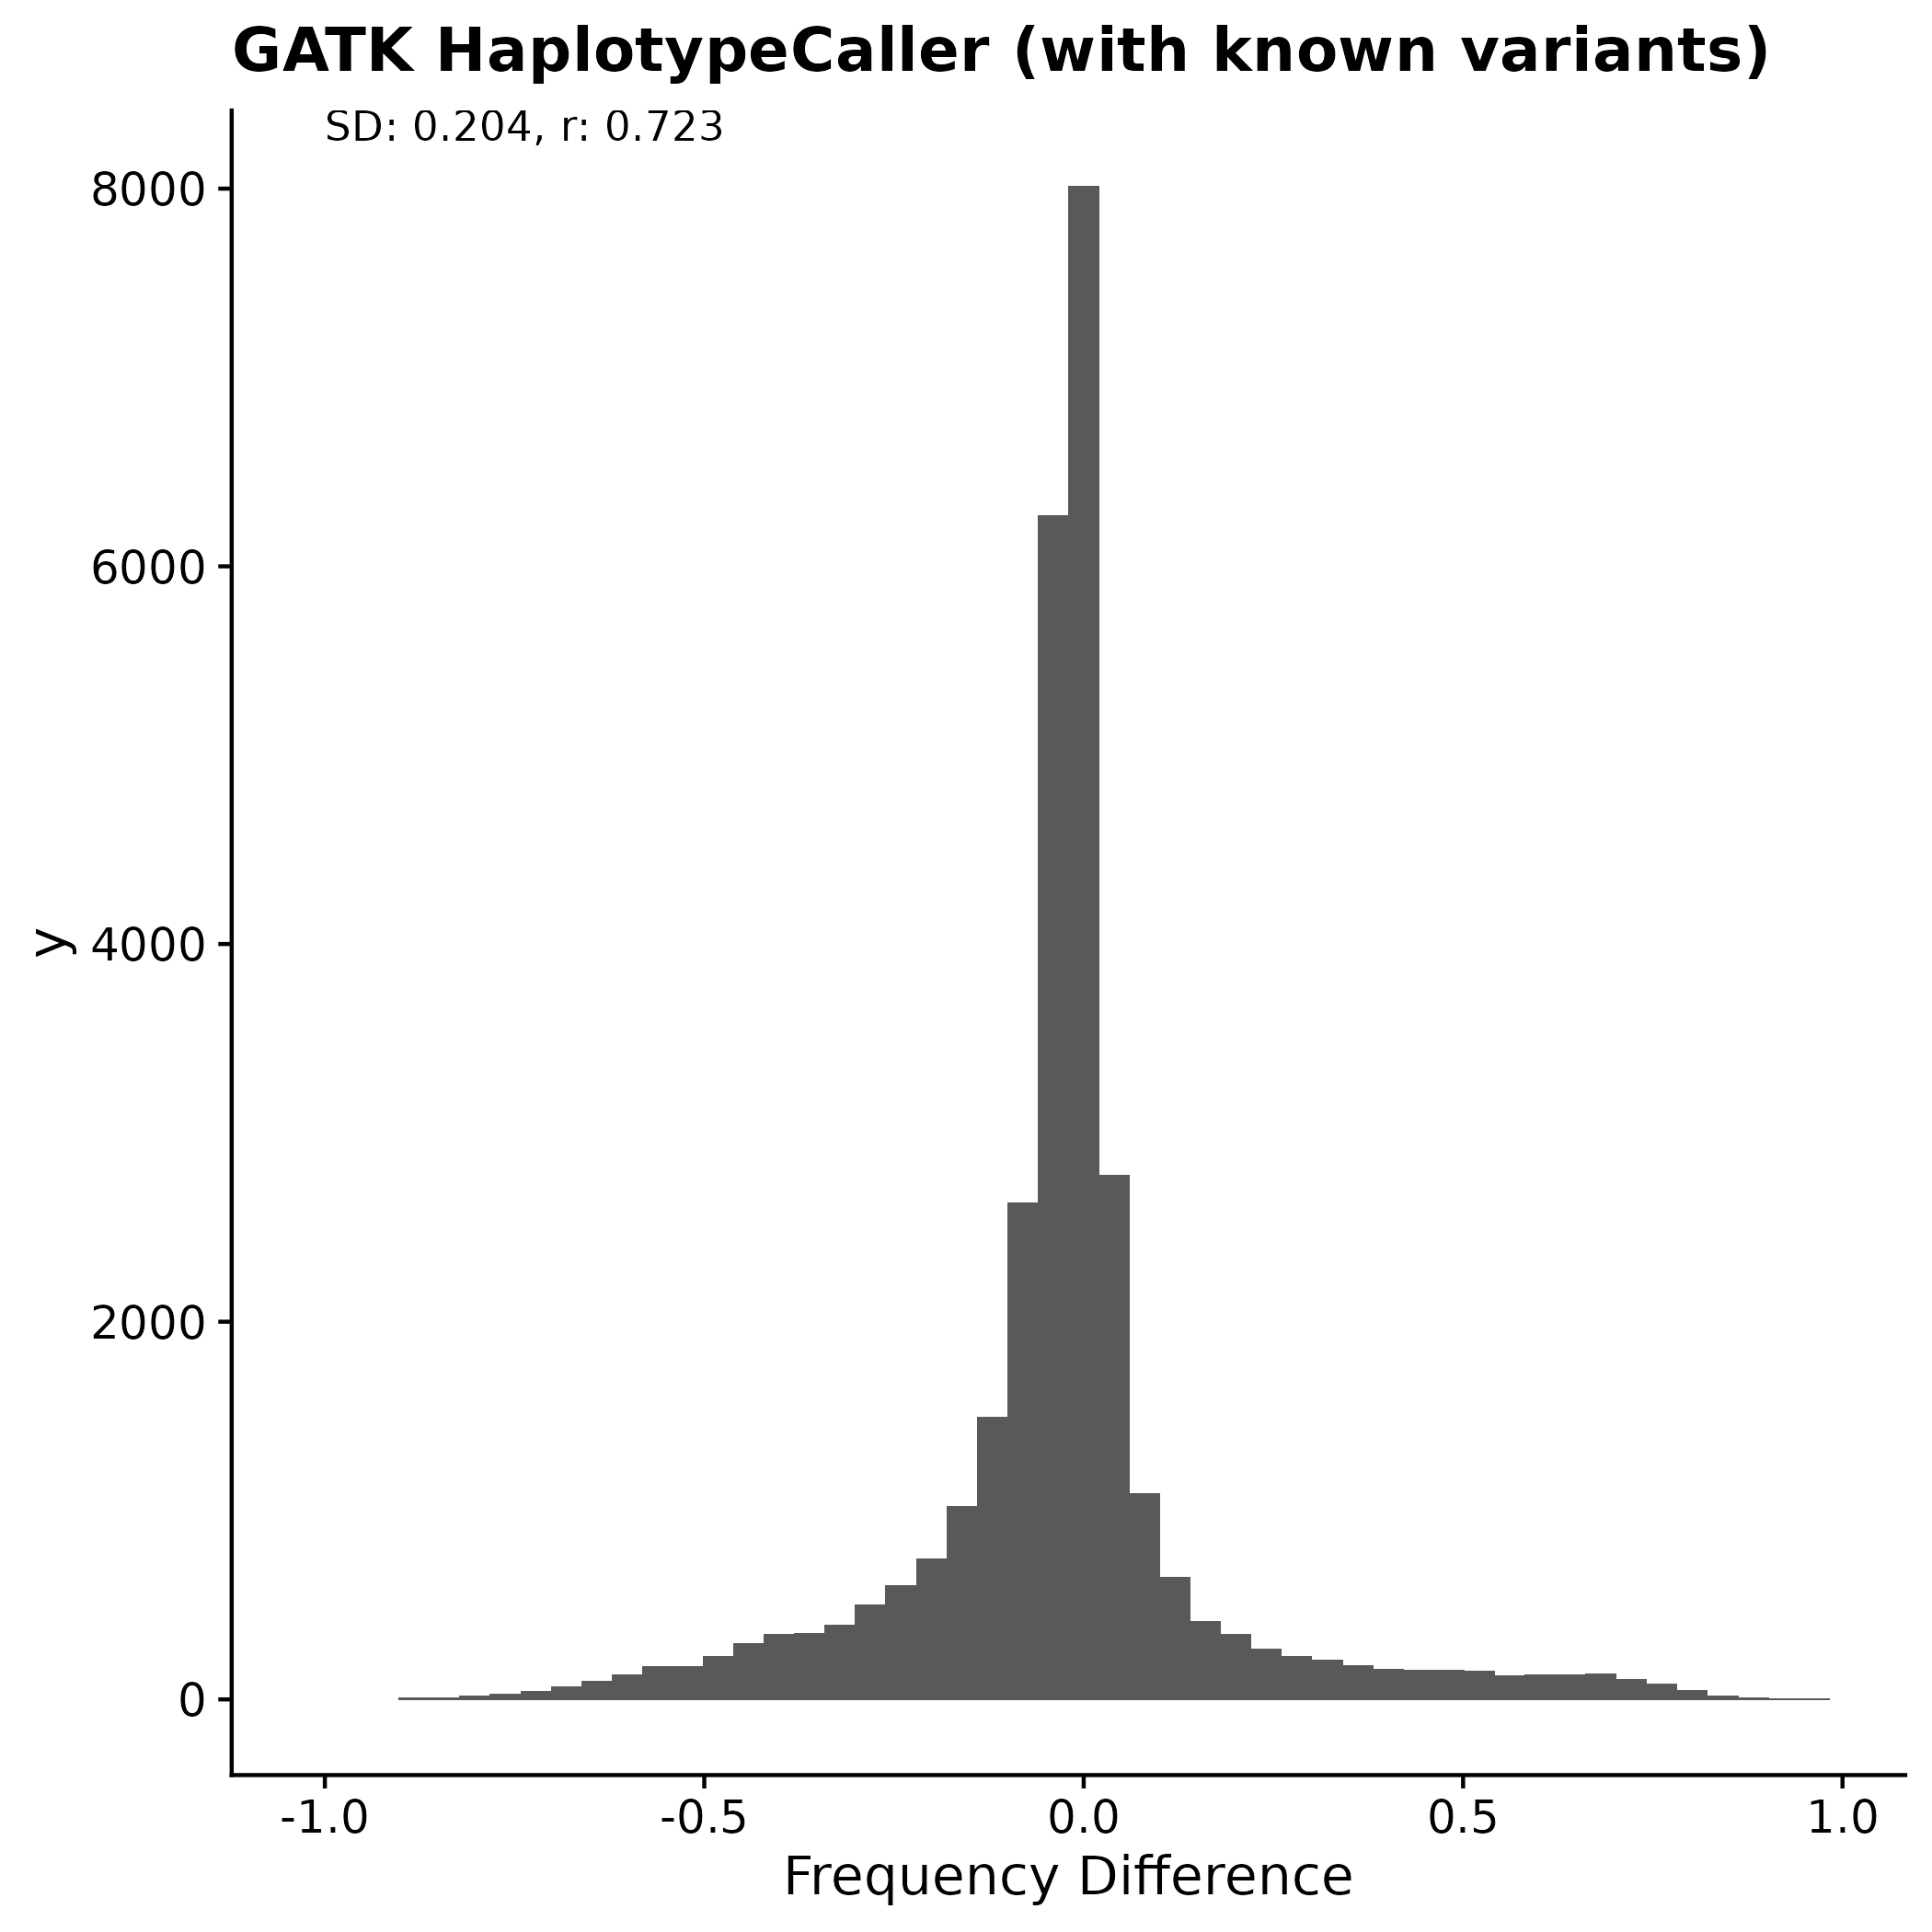 GATK HaplotypeCaller (with known variants)
SD: 0.204, r: 0.723
8000
6000
4000
2000
0
y
-1.0 -0.5 0.0 0.5 1.0
Frequency Difference